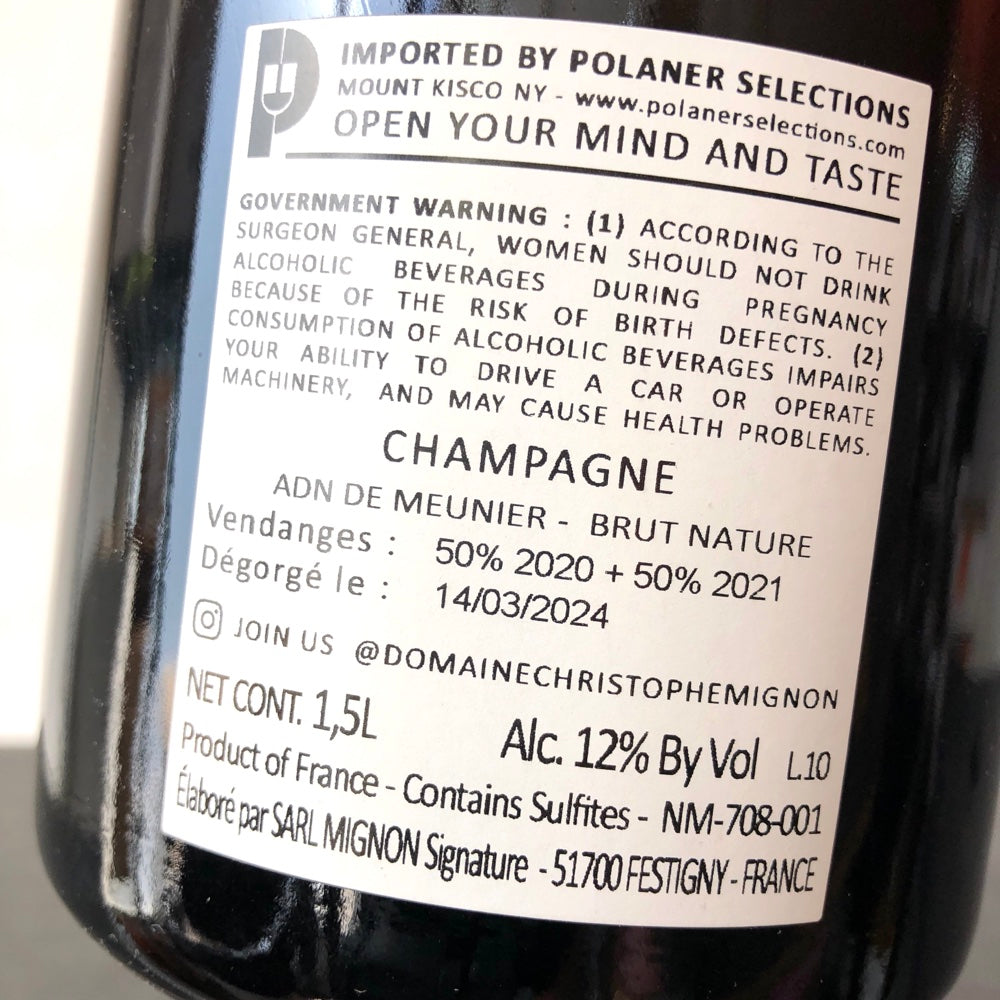 IMPORTED BY POLANER SELECTIONS
MOUNT KISCO NY - www.polanerselections.com
OPEN YOUR MIND AND TASTE
GOVERNMENT WARNING : (1) ACCORDING TO THE
SURGEON GENERAL, WOMEN SHOULD NOT DRINK
ALCOHOLIC BEVERAGES DURING PREGNANCY
BECAUSE OF THE RISK OF BIRTH DEFECTS. (2)
CONSUMPTION OF ALCOHOLIC BEVERAGES IMPAIRS
YOUR ABILITY TO DRIVE A CAR OR OPERATE
MACHINERY, AND MAY CAUSE HEALTH PROBLEMS.
CHAMPAGNE
ADN DE MEUNIER - BRUT NATURE
Vendanges : 50% 2020 + 50% 2021
Dégorgé le : 14/03/2024
JOIN US @DOMAINECHRISTOPHEMIGNON
NET CONT. 1,5L Alc. 12% By Vol L.10
Product of France - Contains Sulfites - NM-708-001
Élaboré par SARL MIGNON Signature - 51700 FESTIGNY - FRANCE